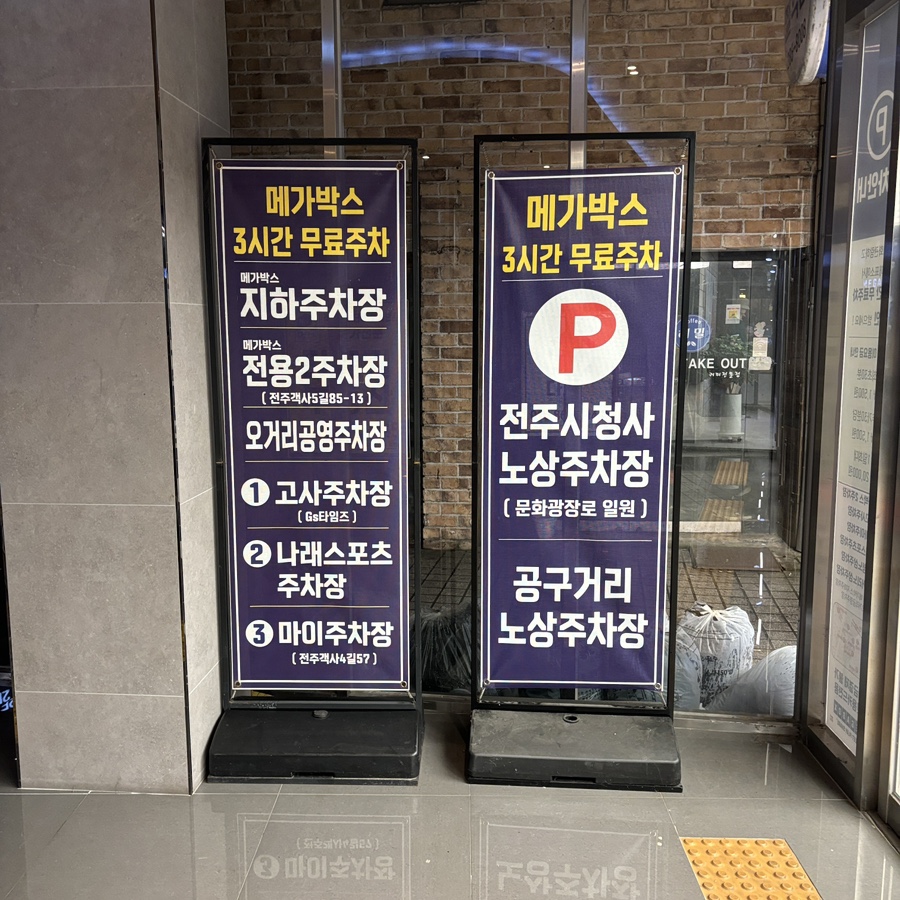 메가박스
3시간 무료주차
메가박스
지하주차장
메가박스
전용2주차장
( 전주객사5길85-13 )
오거리공영주차장
1 고사주차장
( Gs타임즈 )
2 나래스포츠
주차장
3 마이주차장
( 전주객사4길57 )
메가박스
3시간 무료주차
P
전주시청사
노상주차장
( 문화광장로 일원 )
공구거리
노상주차장
TAKE OUT